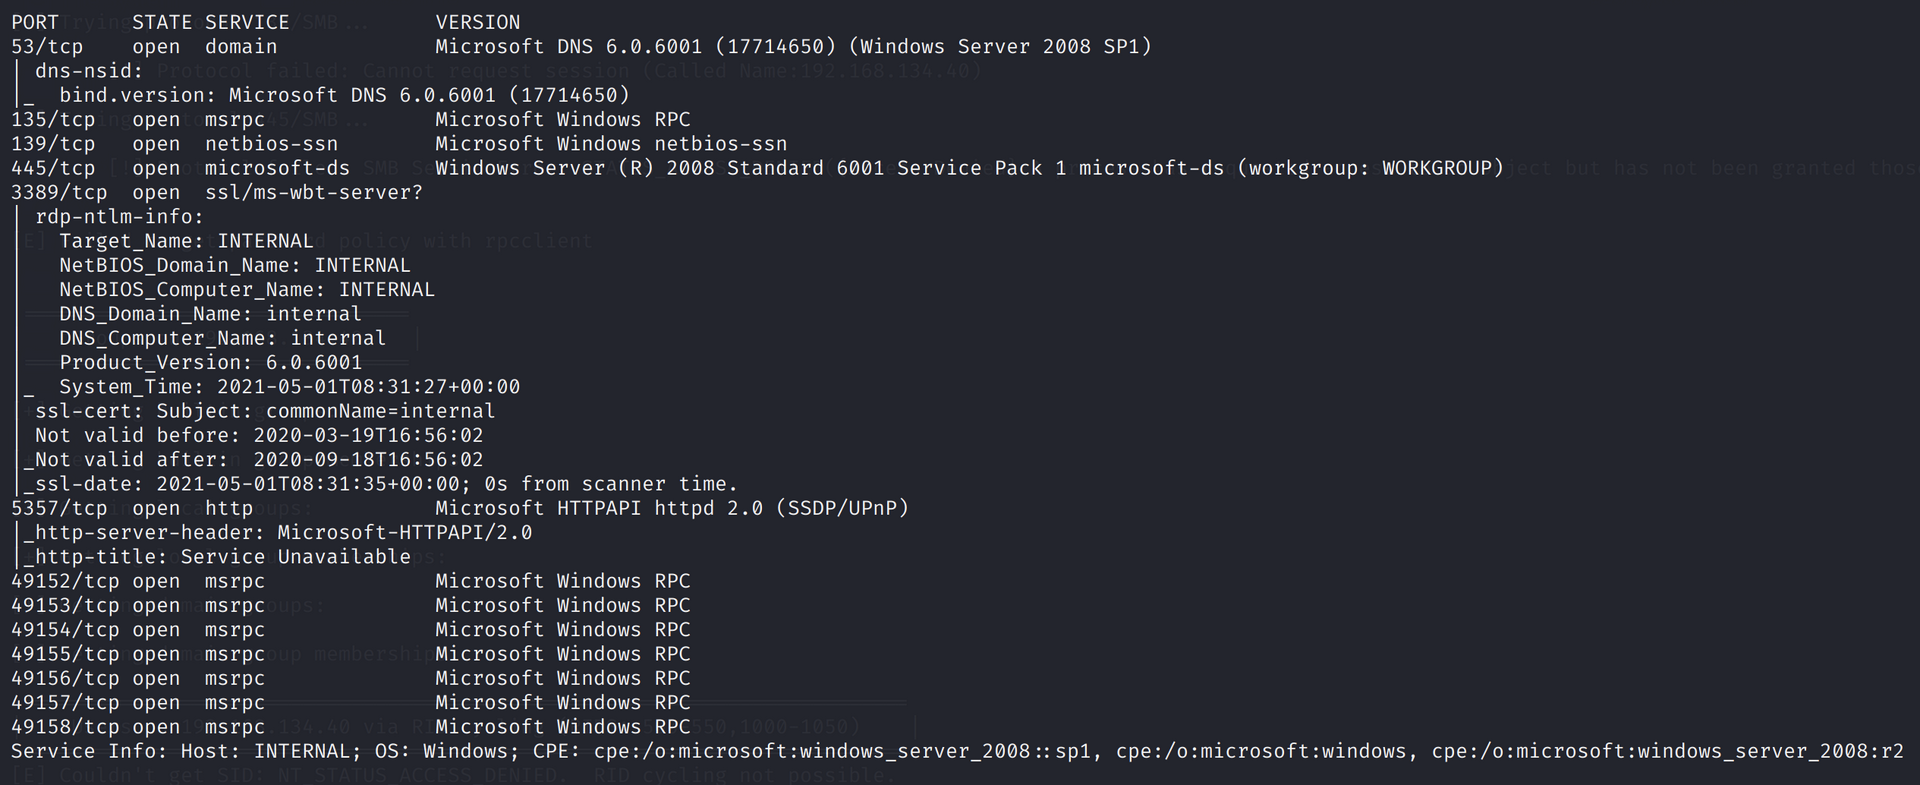 PORT      STATE SERVICE            VERSION
53/tcp    open  domain             Microsoft DNS 6.0.6001 (17714650) (Windows Server 2008 SP1)
| dns-nsid:
|_  bind.version: Microsoft DNS 6.0.6001 (17714650)
135/tcp   open  msrpc              Microsoft Windows RPC
139/tcp   open  netbios-ssn        Microsoft Windows netbios-ssn
445/tcp   open  microsoft-ds       Windows Server (R) 2008 Standard 6001 Service Pack 1 microsoft-ds (workgroup: WORKGROUP)
3389/tcp  open  ssl/ms-wbt-server?
| rdp-ntlm-info:
|   Target_Name: INTERNAL
|   NetBIOS_Domain_Name: INTERNAL
|   NetBIOS_Computer_Name: INTERNAL
|   DNS_Domain_Name: internal
|   DNS_Computer_Name: internal
|   Product_Version: 6.0.6001
|_  System_Time: 2021-05-01T08:31:27+00:00
| ssl-cert: Subject: commonName=internal
| Not valid before: 2020-03-19T16:56:02
|_Not valid after:  2020-09-18T16:56:02
|_ssl-date: 2021-05-01T08:31:35+00:00; 0s from scanner time.
5357/tcp  open  http               Microsoft HTTPAPI httpd 2.0 (SSDP/UPnP)
|_http-server-header: Microsoft-HTTPAPI/2.0
|_http-title: Service Unavailable
49152/tcp open  msrpc              Microsoft Windows RPC
49153/tcp open  msrpc              Microsoft Windows RPC
49154/tcp open  msrpc              Microsoft Windows RPC
49155/tcp open  msrpc              Microsoft Windows RPC
49156/tcp open  msrpc              Microsoft Windows RPC
49157/tcp open  msrpc              Microsoft Windows RPC
49158/tcp open  msrpc              Microsoft Windows RPC
Service Info: Host: INTERNAL; OS: Windows; CPE: cpe:/o:microsoft:windows_server_2008::sp1, cpe:/o:microsoft:windows, cpe:/o:microsoft:windows_server_2008:r2
[E] Couldn't get SID: NT_STATUS_ACCESS_DENIED.  RID cycling not possible.